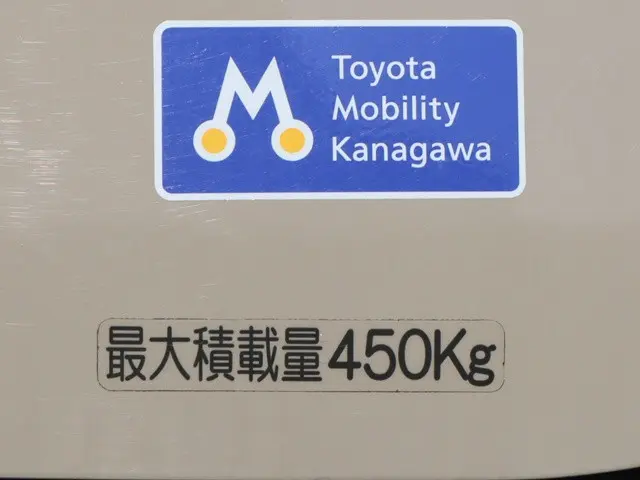 Toyota
Mobility
Kanagawa
最大積載量450Kg